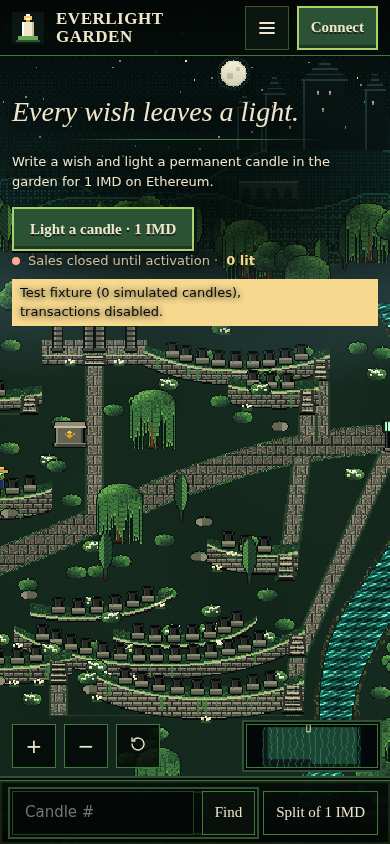 EVERLIGHT
GARDEN
Connect
Every wish leaves a light.
Write a wish and light a permanent candle in the
garden for 1 IMD on Ethereum.
Light a candle · 1 IMD
Sales closed until activation · 0 lit
Test fixture (0 simulated candles),
transactions disabled.
+
−
Candle #
Find
Split of 1 IMD